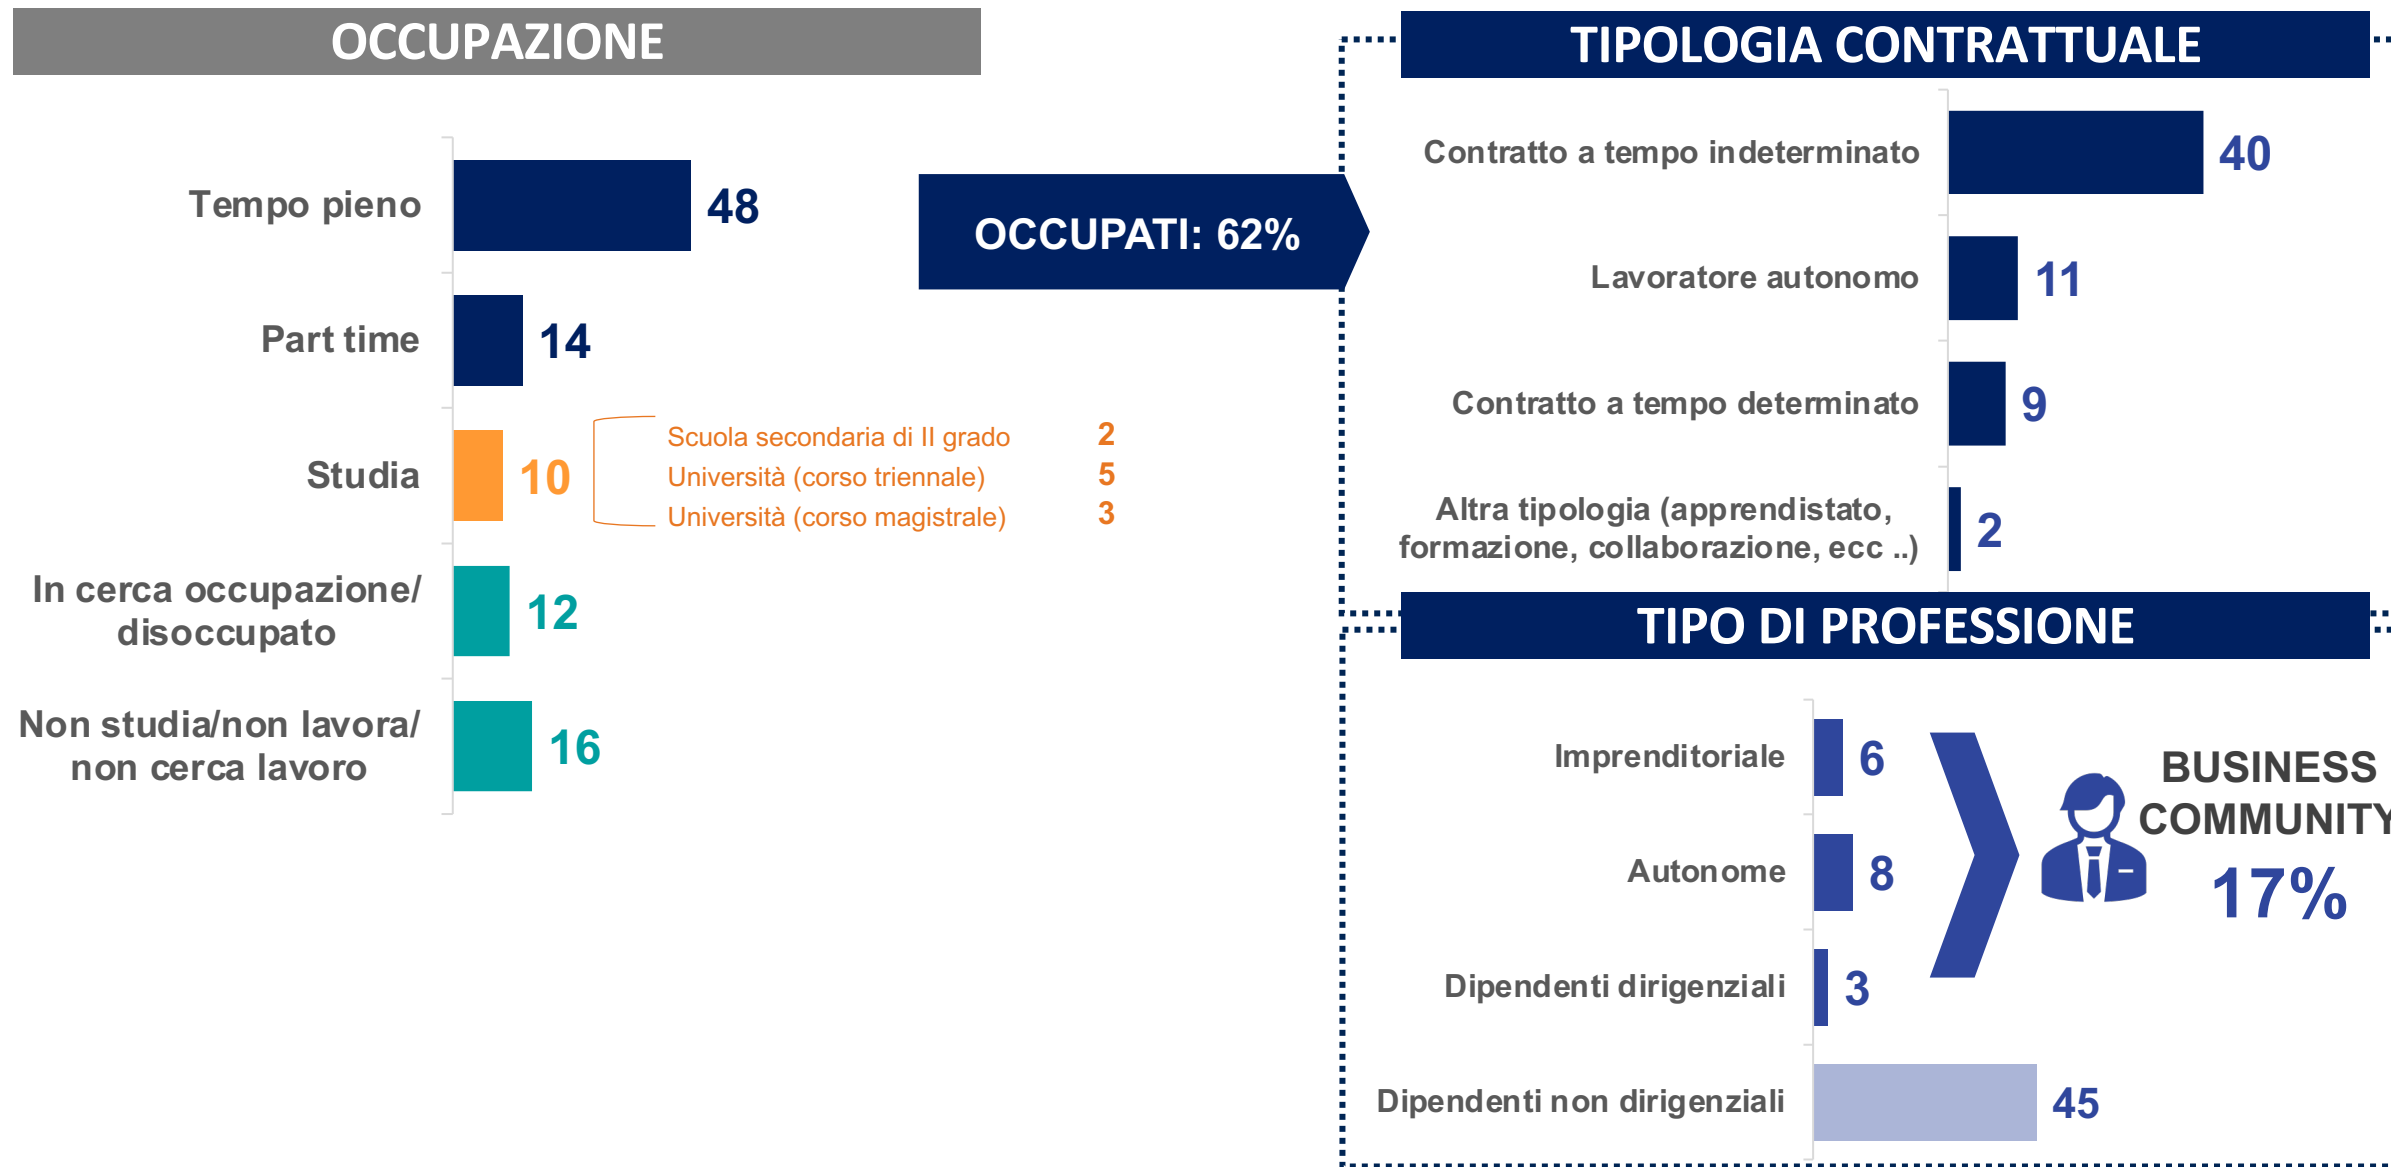 OCCUPAZIONE
Tempo pieno 48
Part time 14
Studia 10
Scuola secondaria di II grado 2
Università (corso triennale) 5
Università (corso magistrale) 3
In cerca occupazione/
disoccupato
12
Non studia/non lavora/
non cerca lavoro
16
OCCUPATI: 62%
TIPOLOGIA CONTRATTUALE
Contratto a tempo indeterminato 40
Lavoratore autonomo 11
Contratto a tempo determinato 9
Altra tipologia (apprendistato,
formazione, collaborazione, ecc ..)
2
TIPO DI PROFESSIONE
Imprenditoriale 6
Autonome 8
Dipendenti dirigenziali 3
Dipendenti non dirigenziali 45
BUSINESS
COMMUNITY
17%